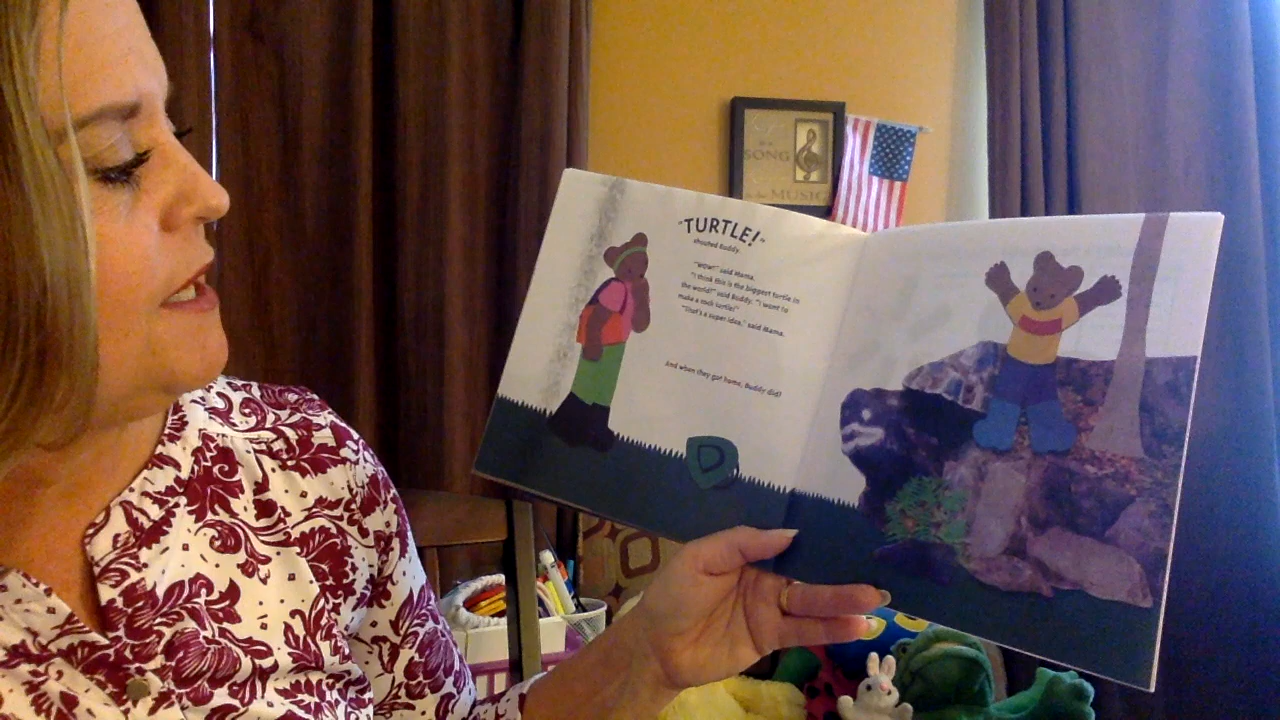 SONG
MUSIC
"TURTLE!"
shouted Buddy.
"WOW!" said Mama.
"I think this is the biggest turtle in
the world!" said Buddy. "I want to
make a rock turtle!"
"That's a super idea," said Mama.
And when they got home, Buddy did!
D